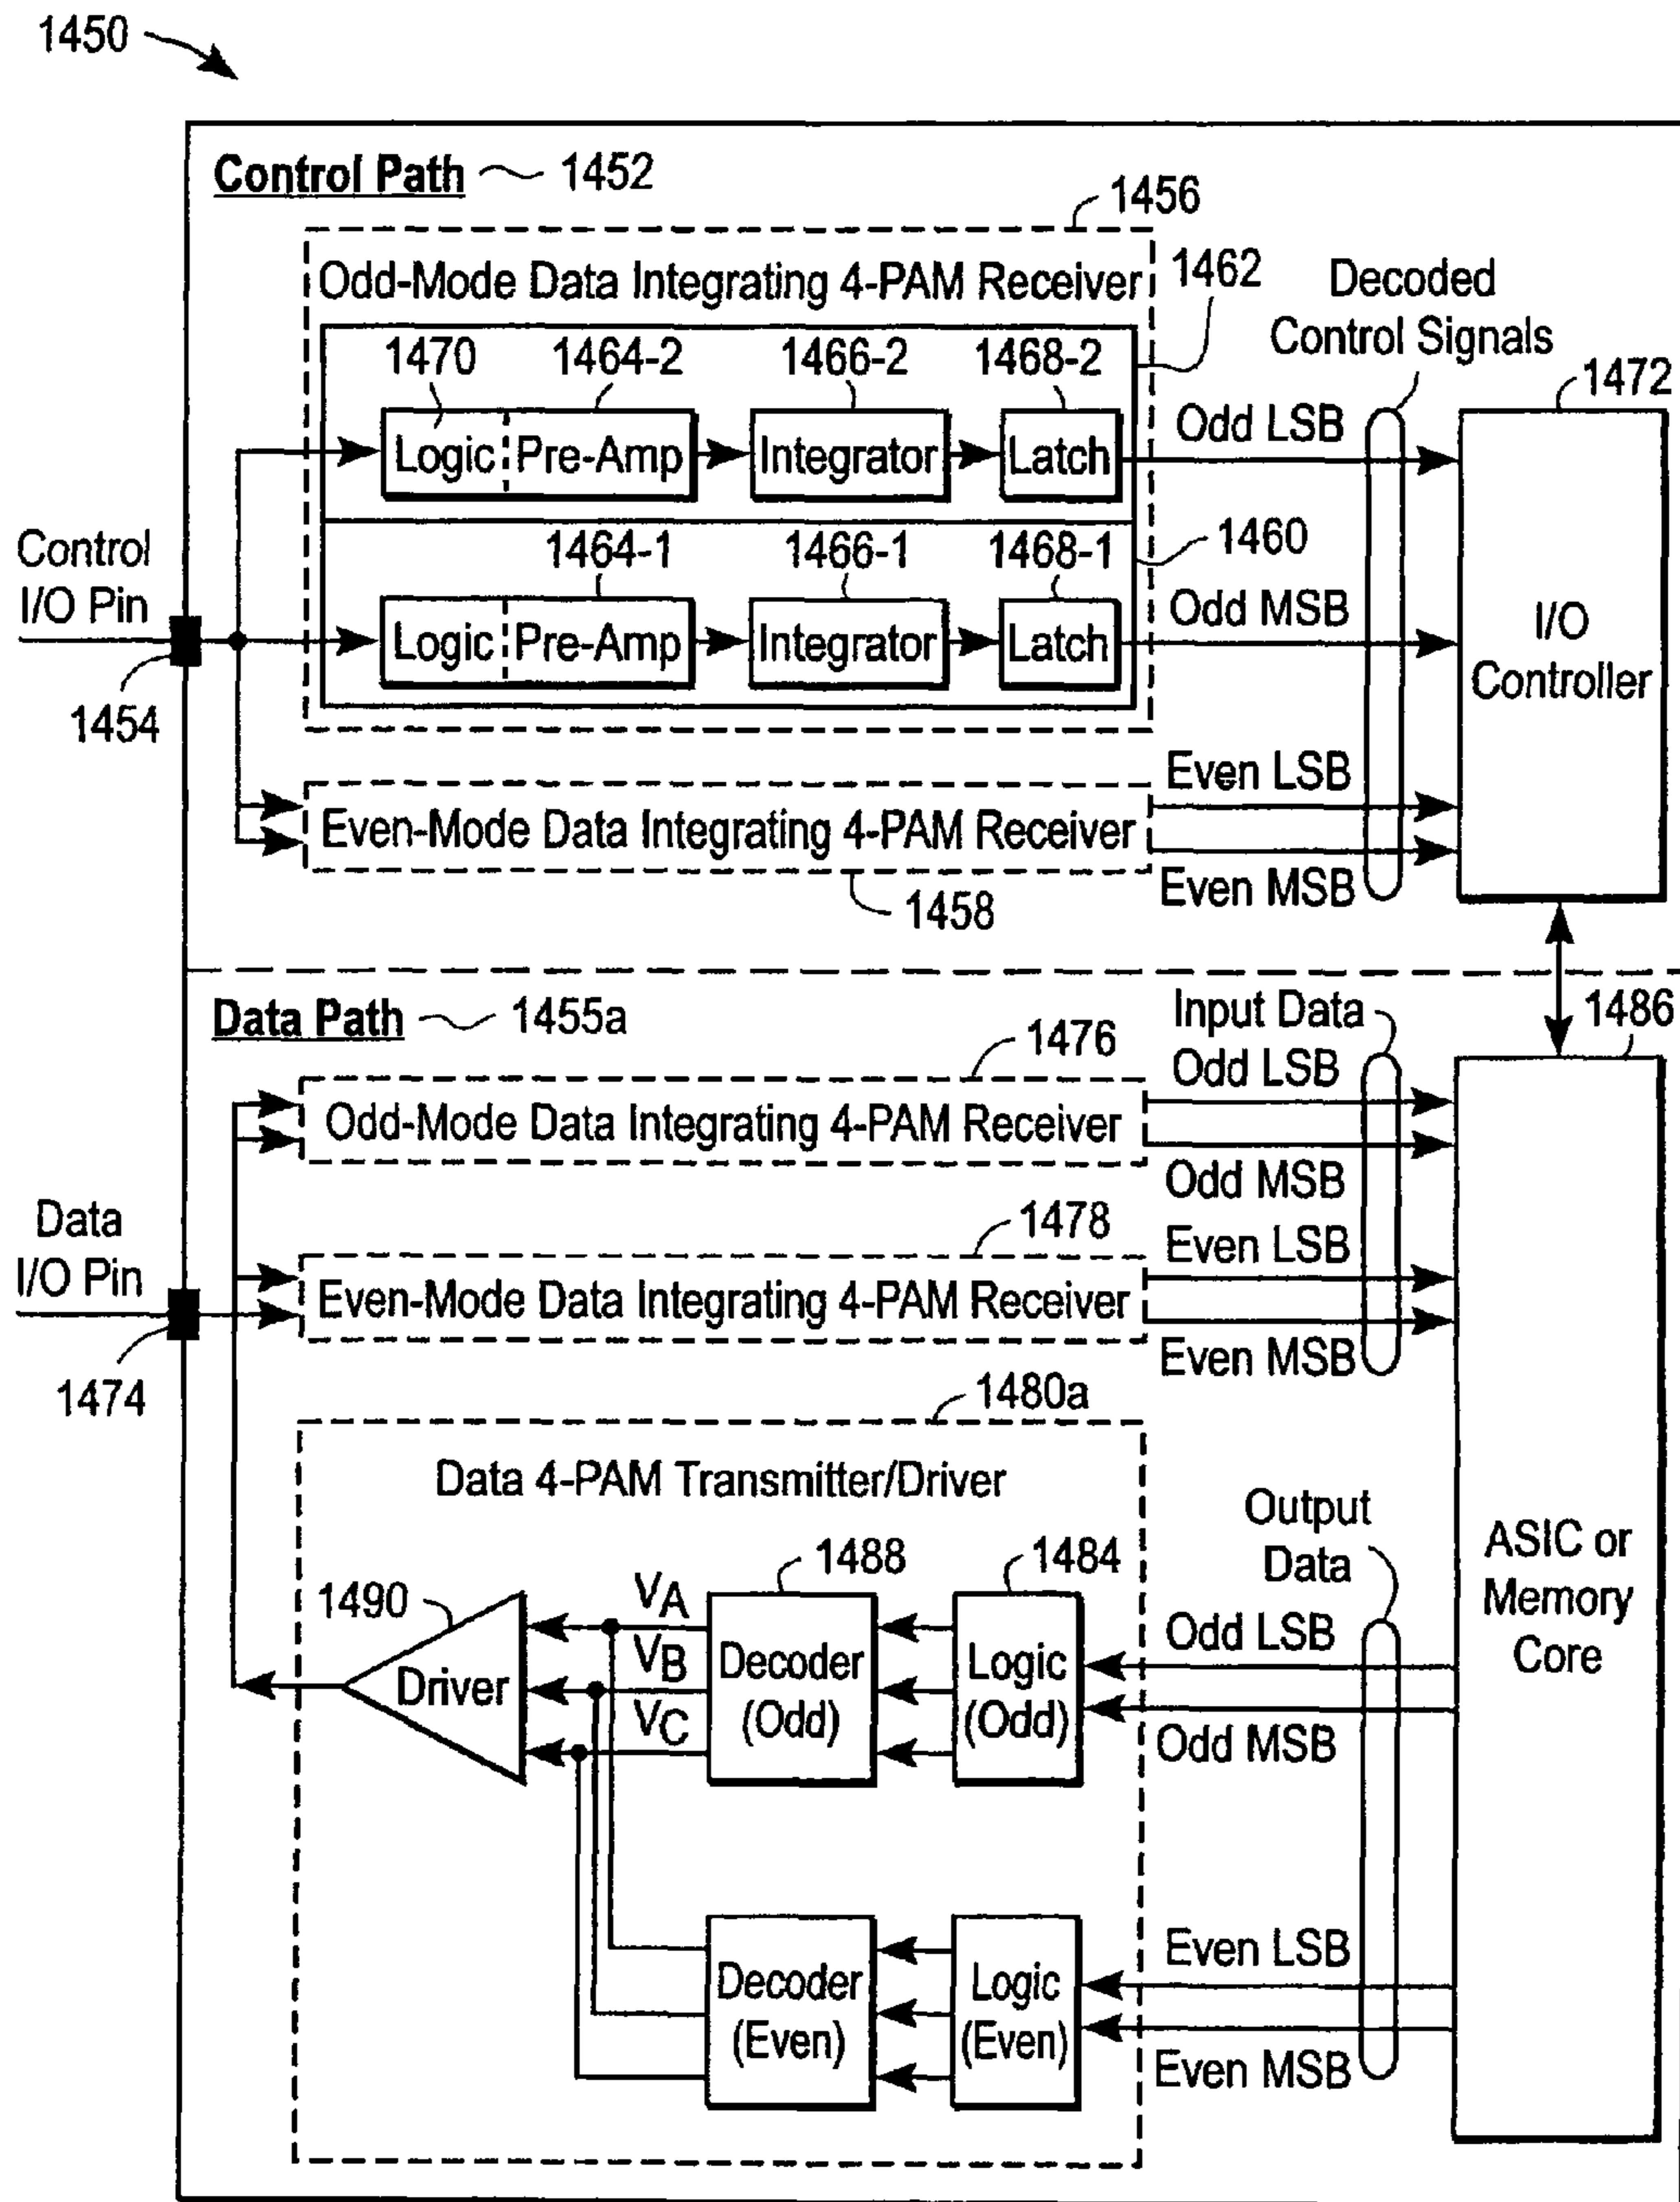 1450
Control Path 1452
1456
Odd-Mode Data Integrating 4-PAM Receiver
1462
Decoded
Control Signals
1470 1464-2 1466-2 1468-2
1472
Logic Pre-Amp Integrator Latch
Odd LSB
1464-1 1466-1 1468-1
1460
Control
I/O Pin
Logic Pre-Amp Integrator Latch
Odd MSB
I/O
Controller
1454
Even LSB
Even-Mode Data Integrating 4-PAM Receiver
Even MSB
1458
Data Path 1455a
Input Data
1486
1476
Odd LSB
Odd-Mode Data Integrating 4-PAM Receiver
Odd MSB
Data
I/O Pin
1478
Even LSB
Even-Mode Data Integrating 4-PAM Receiver
Even MSB
1474
1480a
Data 4-PAM Transmitter/Driver
Output
Data
ASIC or
Memory
Core
1490
1488
1484
VA
VB
VC
Driver
Decoder
(Odd)
Logic
(Odd)
Odd LSB
Odd MSB
Decoder
(Even)
Logic
(Even)
Even LSB
Even MSB